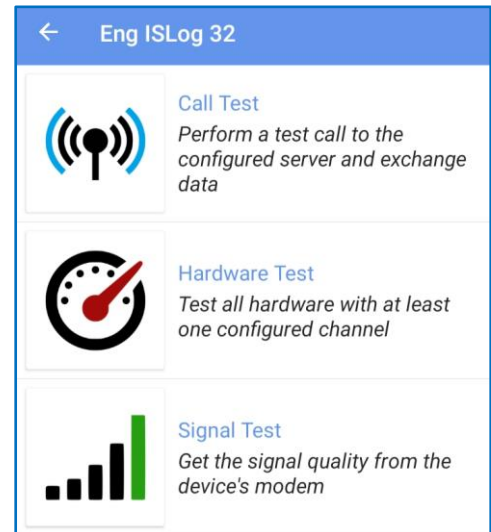 Eng ISLog 32
Call Test
Perform a test call to the
configured server and exchange
data
Hardware Test
Test all hardware with at least
one configured channel
Signal Test
Get the signal quality from the
device's modem